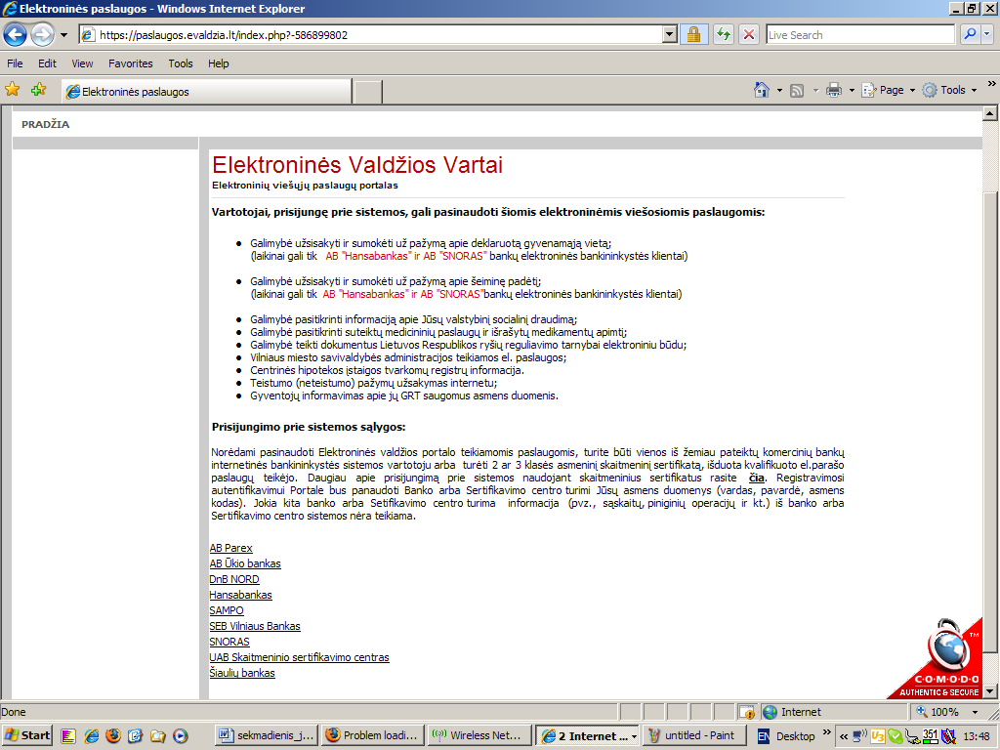 Elektroninės paslaugos - Windows Internet Explorer
https://paslaugos.evaldzia.lt/index.php?-586899802
Live Search
File Edit View Favorites Tools Help
Elektroninės paslaugos
Page Tools »
PRADŽIA
Elektroninės Valdžios Vartai
Elektroninių viešųjų paslaugų portalas
Vartotojai, prisijungę prie sistemos, gali pasinaudoti šiomis elektroninėmis viešosiomis paslaugomis:
Galimybė užsisakyti ir sumokėti už pažymą apie deklaruotą gyvenamąją vietą;
(laikinai gali tik AB "Hansabankas" ir AB "SNORAS" bankų elektroninės bankininkystės klientai)
Galimybė užsisakyti ir sumokėti už pažymą apie šeiminę padėtį;
(laikinai gali tik AB "Hansabankas" ir AB "SNORAS"bankų elektroninės bankininkystės klientai)
Galimybė pasitikrinti informaciją apie Jūsų valstybinį socialinį draudimą;
Galimybė pasitikrinti suteiktų medicininių paslaugų ir išrašytų medikamentų apimtį;
Galimybė teikti dokumentus Lietuvos Respublikos ryšių reguliavimo tarnybai elektroniniu būdu;
Vilniaus miesto savivaldybės administracijos teikiamos el. paslaugos;
Centrinės hipotekos įstaigos tvarkomų registrų informacija.
Teistumo (neteistumo) pažymų užsakymas internetu;
Gyventojų informavimas apie jų GRT saugomus asmens duomenis.
Prisijungimo prie sistemos sąlygos:
Norėdami pasinaudoti Elektroninės valdžios portalo teikiamomis paslaugomis, turite būti vienos iš žemiau pateiktų komercinių bankų
internetinės bankininkystės sistemos vartotoju arba turėti 2 ar 3 klasės asmeninį skaitmeninį sertifikatą, išduota kvalifikuoto el.parašo
paslaugų teikėjo. Daugiau apie prisijungimą prie sistemos naudojant skaitmeninius sertifikatus rasite čia. Registravimosi
autentifikavimui Portale bus panaudoti Banko arba Sertifikavimo centro turimi Jūsų asmens duomenys (vardas, pavardė, asmens
kodas). Jokia kita banko arba Setifikavimo centro turima informacija (pvz., sąskaitų, piniginių operacijų ir kt.) iš banko arba
Sertifikavimo centro sistemos nėra teikiama.
AB Parex
AB Ūkio bankas
DnB NORD
Hansabankas
SAMPO
SEB Vilniaus Bankas
SNORAS
UAB Skaitmeninio sertifikavimo centras
Šiaulių bankas
TM
C·O·M·O·D·O
AUTHENTIC & SECURE
Done Internet 100%
Start sekmadienis_j... Problem loadi... Wireless Net... 2 Internet ... untitled - Paint EN Desktop » « 351 13:48